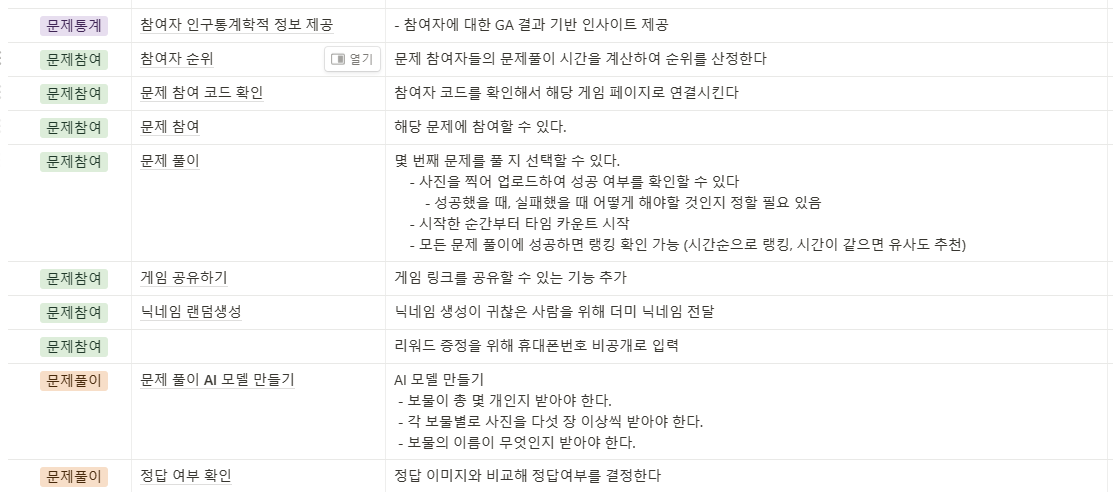 문제통계 참여자 인구통계학적 정보 제공 - 참여자에 대한 GA 결과 기반 인사이트 제공
문제참여 참여자 순위 열기 문제 참여자들의 문제풀이 시간을 계산하여 순위를 산정한다
문제참여 문제 참여 코드 확인 참여자 코드를 확인해서 해당 게임 페이지로 연결시킨다
문제참여 문제 참여 해당 문제에 참여할 수 있다.
문제참여 문제 풀이 몇 번째 문제를 풀 지 선택할 수 있다.
- 사진을 찍어 업로드하여 성공 여부를 확인할 수 있다
- 성공했을 때, 실패했을 때 어떻게 해야할 것인지 정할 필요 있음
- 시작한 순간부터 타임 카운트 시작
- 모든 문제 풀이에 성공하면 랭킹 확인 가능 (시간순으로 랭킹, 시간이 같으면 유사도 추천)
문제참여 게임 공유하기 게임 링크를 공유할 수 있는 기능 추가
문제참여 닉네임 랜덤생성 닉네임 생성이 귀찮은 사람을 위해 더미 닉네임 전달
문제참여 리워드 증정을 위해 휴대폰번호 비공개로 입력
문제풀이 문제 풀이 AI 모델 만들기 AI 모델 만들기
- 보물이 총 몇 개인지 받아야 한다.
- 각 보물별로 사진을 다섯 장 이상씩 받아야 한다.
- 보물의 이름이 무엇인지 받아야 한다.
문제풀이 정답 여부 확인 정답 이미지와 비교해 정답여부를 결정한다